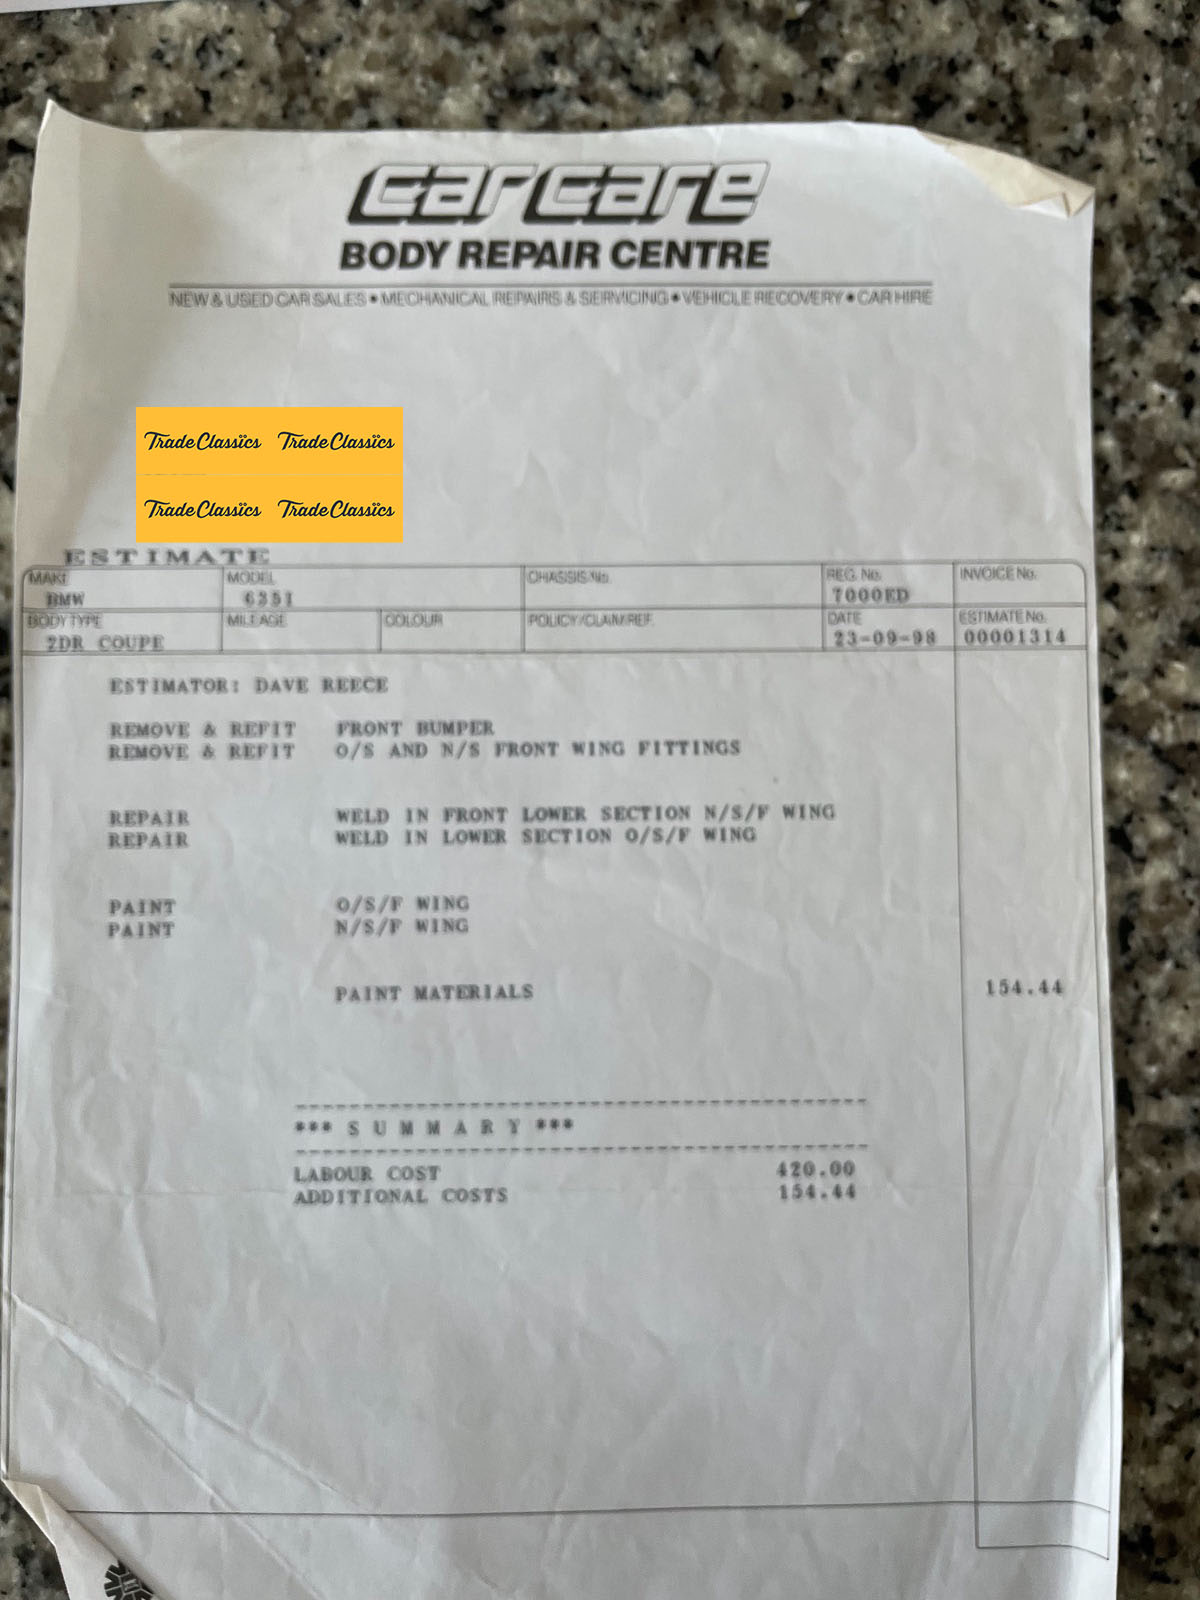 car care
BODY REPAIR CENTRE
NEW & USED CAR SALES • MECHANICAL REPAIRS & SERVICING • VEHICLE RECOVERY • CAR HIRE
Trade Classics Trade Classics
Trade Classics Trade Classics
ESTIMATE
MAKE MODEL CHASSIS No. REG. No. INVOICE No.
BMW 635I 7000ED
BODY TYPE MILEAGE COLOUR POLICY/CLAIM/REF. DATE ESTIMATE No.
2DR COUPE 23-09-98 00001314
ESTIMATOR: DAVE REECE
REMOVE & REFIT FRONT BUMPER
REMOVE & REFIT O/S AND N/S FRONT WING FITTINGS
REPAIR WELD IN FRONT LOWER SECTION N/S/F WING
REPAIR WELD IN LOWER SECTION O/S/F WING
PAINT O/S/F WING
PAINT N/S/F WING
PAINT MATERIALS 154.44
*** S U M M A R Y ***
LABOUR COST 420.00
ADDITIONAL COSTS 154.44